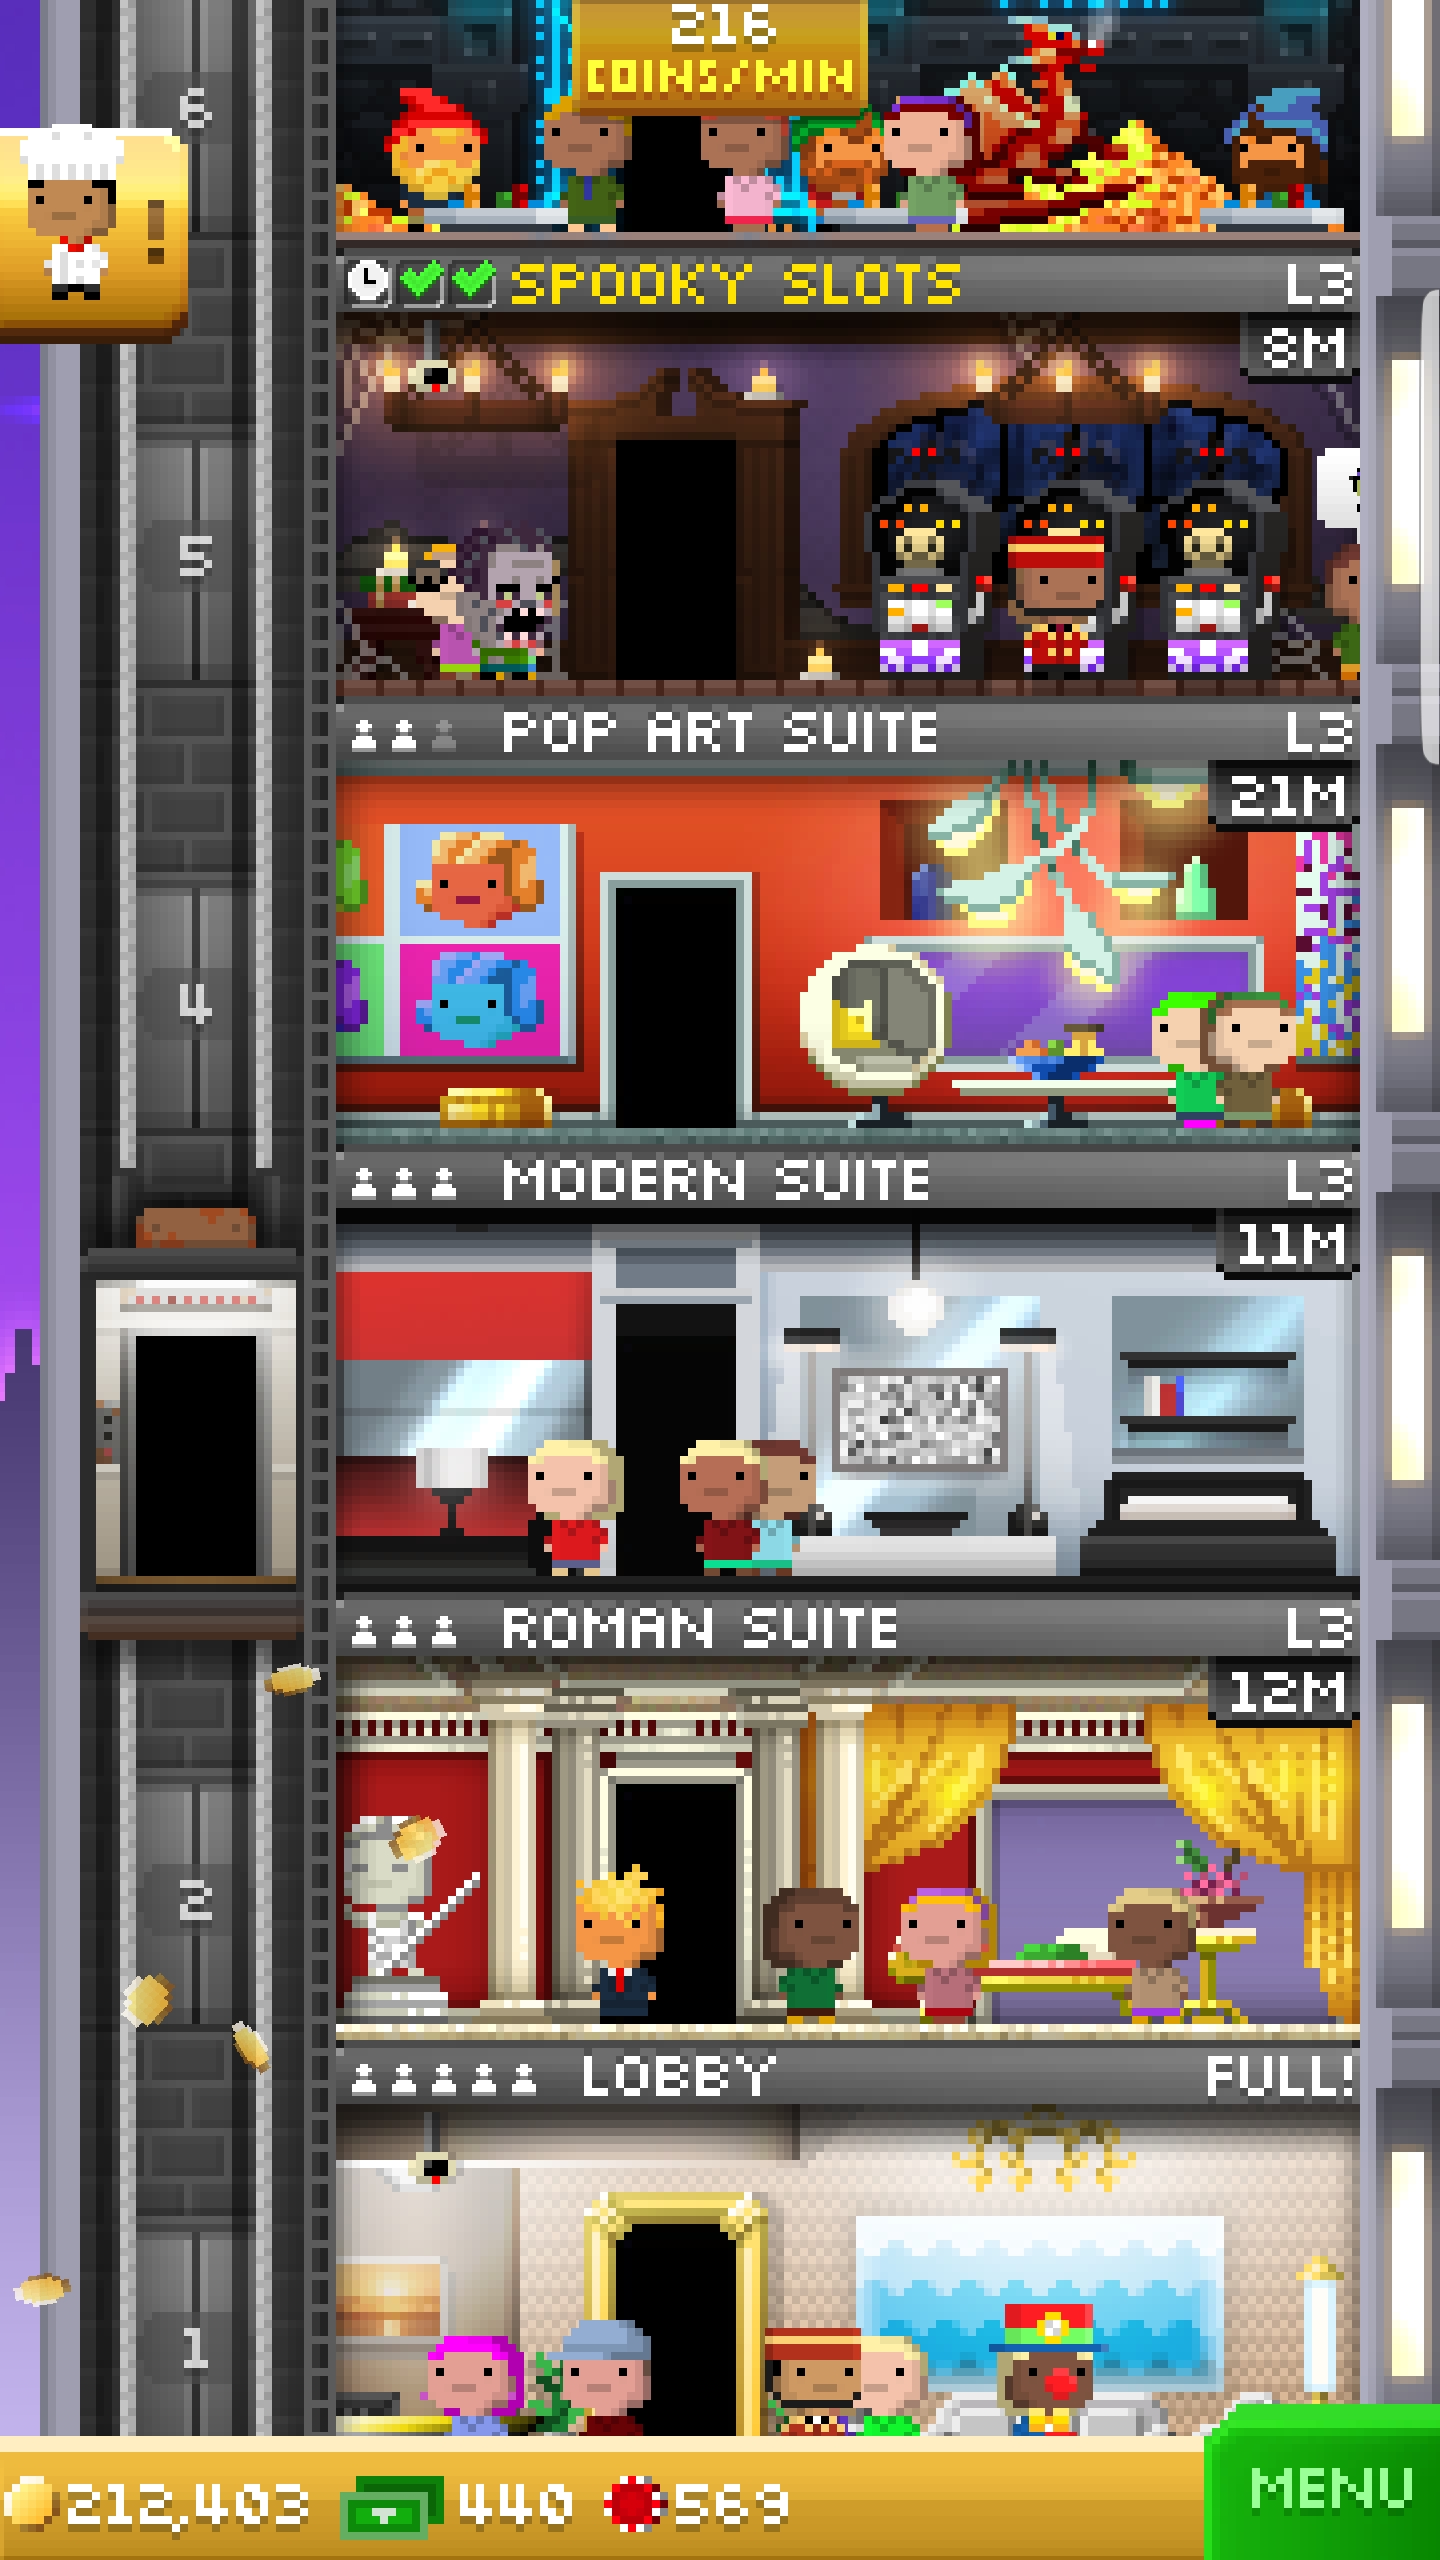 216
COINS/MIN
6
!
SPOOKY SLOTS L3
8M
5
POP ART SUITE L3
21M
4
MODERN SUITE L3
11M
ROMAN SUITE L3
12M
2
LOBBY FULL!
1
212,403 440 569
MENU